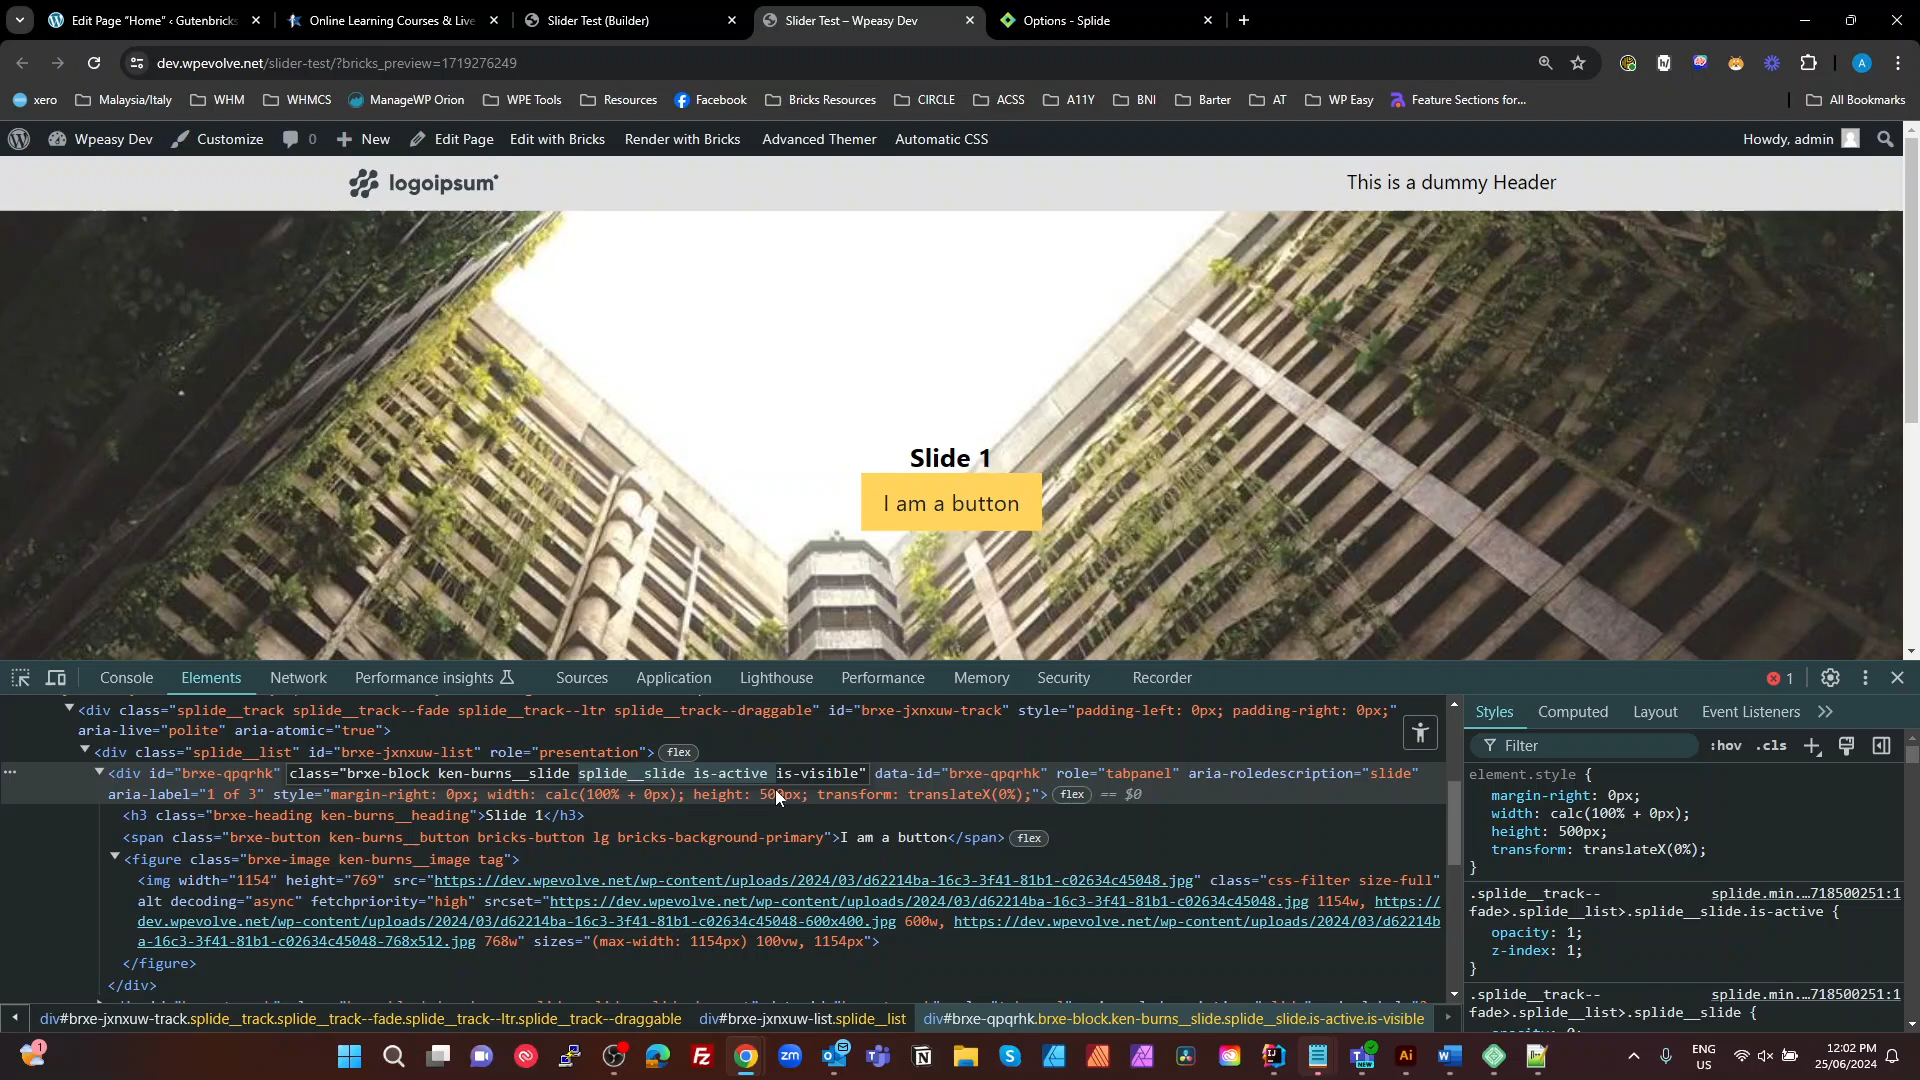 Edit Page “Home” ‹ Gutenbricks
Online Learning Courses & Live
Slider Test (Builder)
Slider Test – Wpeasy Dev
Options - Splide
dev.wpevolve.net/slider-test/?bricks_preview=1719276249
xero
Malaysia/Italy
WHM
WHMCS
ManageWP Orion
WPE Tools
Resources
Facebook
Bricks Resources
CIRCLE
ACSS
A11Y
BNI
Barter
AT
WP Easy
Feature Sections for...
All Bookmarks
Wpeasy Dev
Customize
0
New
Edit Page
Edit with Bricks
Render with Bricks
Advanced Themer
Automatic CSS
Howdy, admin
logoipsum
This is a dummy Header
Slide 1
I am a button
Console
Elements
Network
Performance insights
Sources
Application
Lighthouse
Performance
Memory
Security
Recorder
1
<div class="splide__track splide__track--fade splide__track--ltr splide__track--draggable" id="brxe-jxnxuw-track" style="padding-left: 0px; padding-right: 0px;"
aria-live="polite" aria-atomic="true">
<div class="splide__list" id="brxe-jxnxuw-list" role="presentation"> flex
<div id="brxe-qpqrhk" class="brxe-block ken-burns__slide splide__slide is-active is-visible" data-id="brxe-qpqrhk" role="tabpanel" aria-roledescription="slide"
aria-label="1 of 3" style="margin-right: 0px; width: calc(100% + 0px); height: 500px; transform: translateX(0%);"> flex == $0
<h3 class="brxe-heading ken-burns__heading">Slide 1</h3>
<span class="brxe-button ken-burns__button bricks-button lg bricks-background-primary">I am a button</span> flex
<figure class="brxe-image ken-burns__image tag">
<img width="1154" height="769" src="https://dev.wpevolve.net/wp-content/uploads/2024/03/d62214ba-16c3-3f41-81b1-c02634c45048.jpg" class="css-filter size-full"
alt decoding="async" fetchpriority="high" srcset="https://dev.wpevolve.net/wp-content/uploads/2024/03/d62214ba-16c3-3f41-81b1-c02634c45048.jpg 1154w, https://
dev.wpevolve.net/wp-content/uploads/2024/03/d62214ba-16c3-3f41-81b1-c02634c45048-600x400.jpg 600w, https://dev.wpevolve.net/wp-content/uploads/2024/03/d62214b
a-16c3-3f41-81b1-c02634c45048-768x512.jpg 768w" sizes="(max-width: 1154px) 100vw, 1154px">
</figure>
</div>
div#brxe-jxnxuw-track.splide__track.splide__track--fade.splide__track--ltr.splide__track--draggable
div#brxe-jxnxuw-list.splide__list
div#brxe-qpqrhk.brxe-block.ken-burns__slide.splide__slide.is-active.is-visible
Styles
Computed
Layout
Event Listeners
Filter
:hov
.cls
element.style {
margin-right: 0px;
width: calc(100% + 0px);
height: 500px;
transform: translateX(0%);
}
.splide__track-- splide.min…718500251:1
fade>.splide__list>.splide__slide.is-active {
opacity: 1;
z-index: 1;
}
.splide__track-- splide.min…718500251:1
fade>.splide__list>.splide__slide {
ENG
US
12:02 PM
25/06/2024